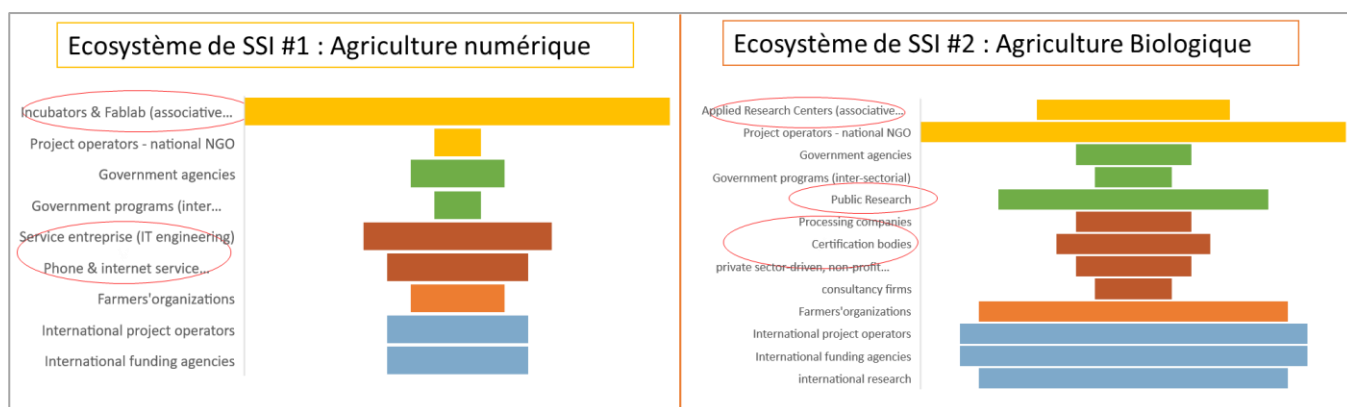 Ecosystème de SSI #1 : Agriculture numérique
Incubators & Fablab (associative...
Project operators - national NGO
Government agencies
Government programs (inter...
Service entreprise (IT engineering)
Phone & internet service...
Farmers'organizations
International project operators
International funding agencies
Ecosystème de SSI #2 : Agriculture Biologique
Applied Research Centers (associative...
Project operators - national NGO
Government agencies
Government programs (inter-sectorial)
Public Research
Processing companies
Certification bodies
private sector-driven, non-profit...
consultancy firms
Farmers'organizations
International project operators
International funding agencies
international research